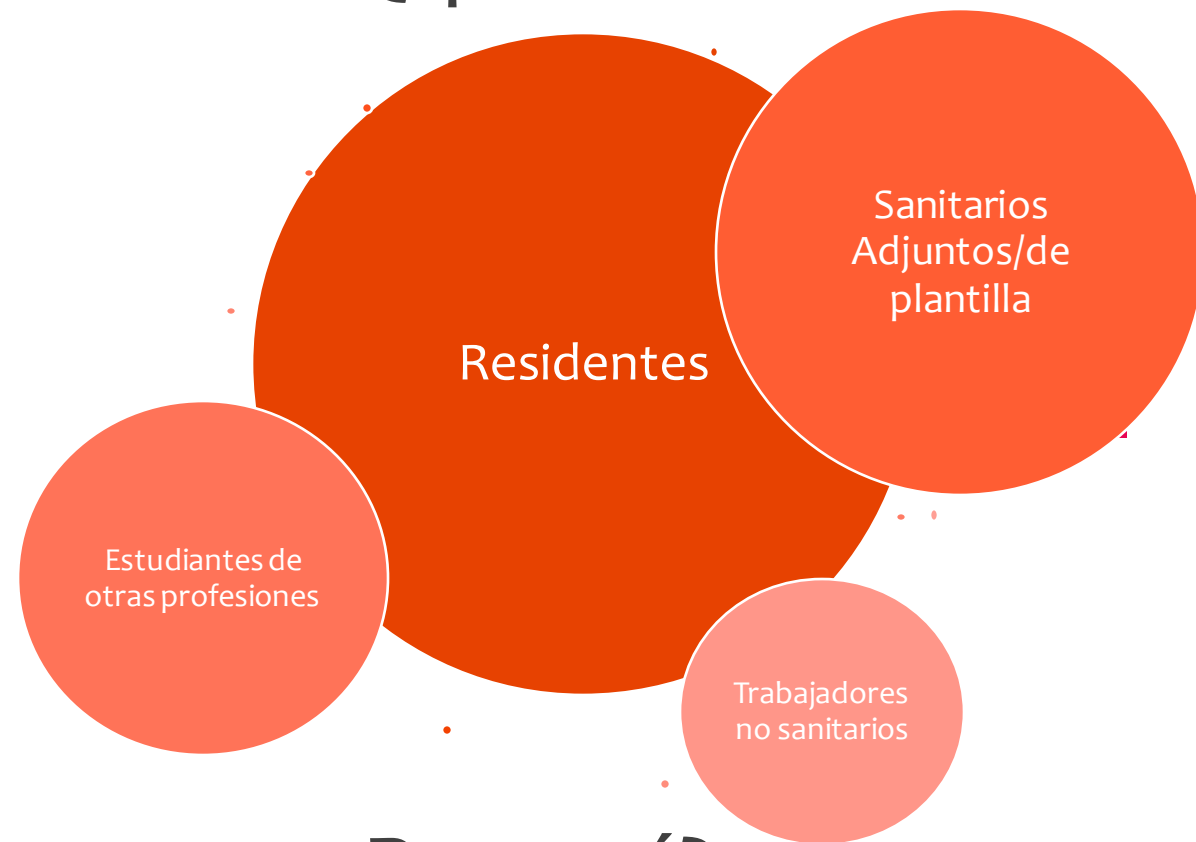 Sanitarios
Adjuntos/de
plantilla
Residentes
Estudiantes de
otras profesiones
Trabajadores
no sanitarios